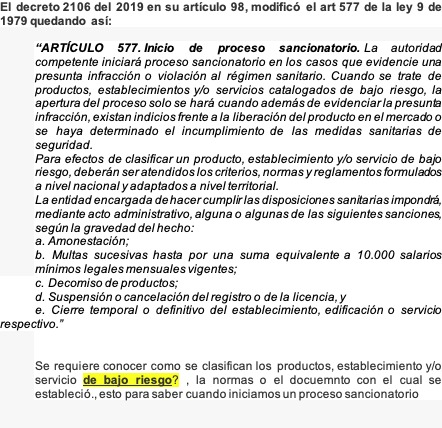 El decreto 2106 del 2019 en su artículo 98, modificó el art 577 de la ley 9 de
1979 quedando así:
“ARTÍCULO 577. Inicio de proceso sancionatorio. La autoridad
competente iniciará proceso sancionatorio en los casos que evidencie una
presunta infracción o violación al régimen sanitario. Cuando se trate de
productos, establecimientos y/o servicios catalogados de bajo riesgo, la
apertura del proceso solo se hará cuando además de evidenciar la presunta
infracción, existan indicios frente a la liberación del producto en el mercado o
se haya determinado el incumplimiento de las medidas sanitarias de
seguridad.
Para efectos de clasificar un producto, establecimiento y/o servicio de bajo
riesgo, deberán ser atendidos los criterios, normas y reglamentos formulados
a nivel nacional y adaptados a nivel territorial.
La entidad encargada de hacer cumplir las disposiciones sanitarias impondrá,
mediante acto administrativo, alguna o algunas de las siguientes sanciones,
según la gravedad del hecho:
a. Amonestación;
b. Multas sucesivas hasta por una suma equivalente a 10.000 salarios
mínimos legales mensuales vigentes;
c. Decomiso de productos;
d. Suspensión o cancelación del registro o de la licencia, y
e. Cierre temporal o definitivo del establecimiento, edificación o servicio
respectivo.”
Se requiere conocer como se clasifican los productos, establecimiento y/o
servicio de bajo riesgo? , la normas o el docuemnto con el cual se
estableció., esto para saber cuando iniciamos un proceso sancionatorio